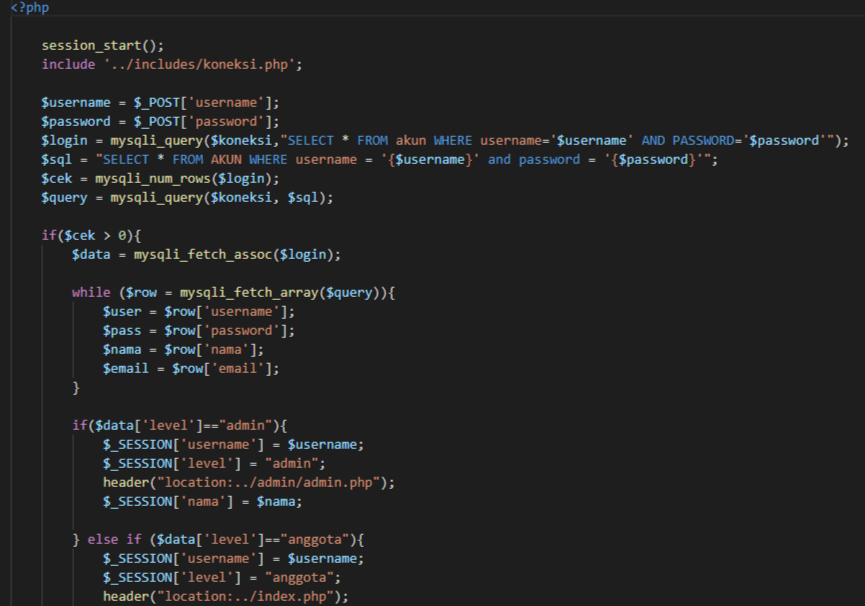 <?php
session_start();
include '../includes/koneksi.php';
$username = $_POST['username'];
$password = $_POST['password'];
$login = mysqli_query($koneksi,"SELECT * FROM akun WHERE username='$username' AND PASSWORD='$password'");
$sql = "SELECT * FROM AKUN WHERE username = '{$username}' and password = '{$password}'";
$cek = mysqli_num_rows($login);
$query = mysqli_query($koneksi, $sql);
if($cek > 0){
$data = mysqli_fetch_assoc($login);
while ($row = mysqli_fetch_array($query)){
$user = $row['username'];
$pass = $row['password'];
$nama = $row['nama'];
$email = $row['email'];
}
if($data['level']=="admin"){
$_SESSION['username'] = $username;
$_SESSION['level'] = "admin";
header("location:../admin/admin.php");
$_SESSION['nama'] = $nama;
} else if ($data['level']=="anggota"){
$_SESSION['username'] = $username;
$_SESSION['level'] = "anggota";
header("location:../index.php");